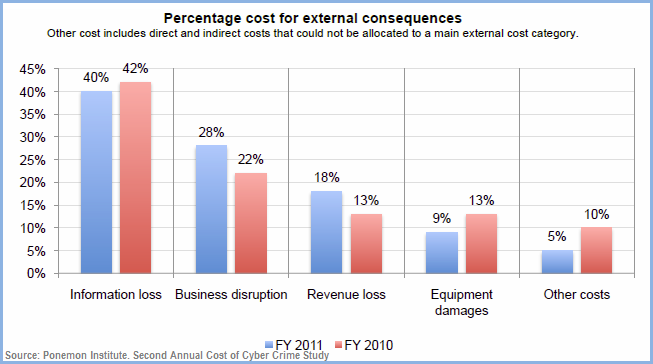 Percentage cost for external consequences
Other cost includes direct and indirect costs that could not be allocated to a main external cost category.
45%
40%
35%
30%
25%
20%
15%
10%
5%
0%
40%
42%
28%
22%
18%
13%
9%
13%
5%
10%
Information loss
Business disruption
Revenue loss
Equipment
damages
Other costs
FY 2011
FY 2010
Source: Ponemon Institute. Second Annual Cost of Cyber Crime Study